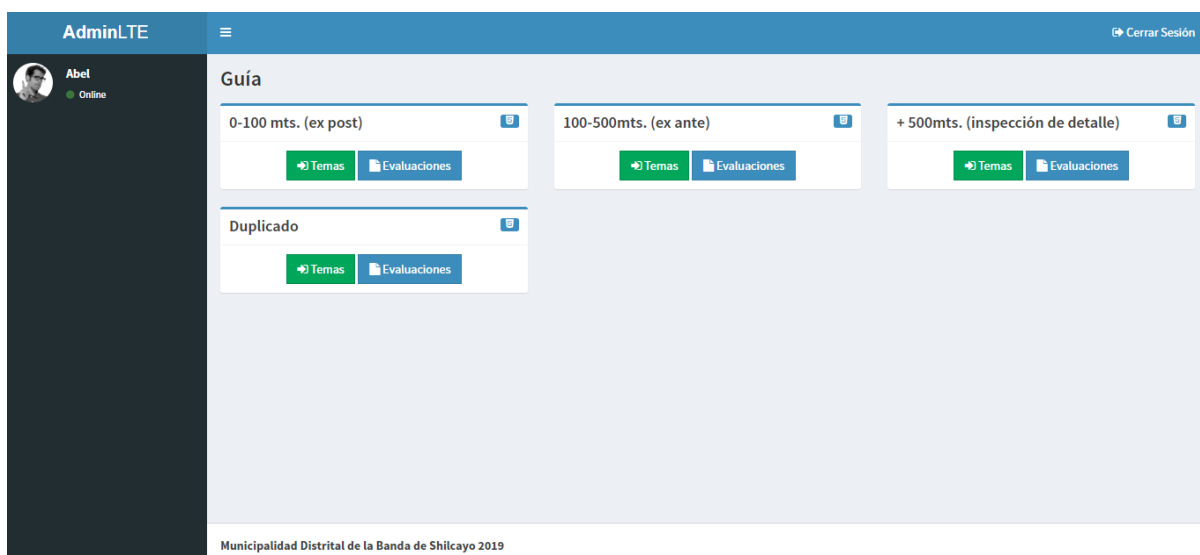 AdminLTE
Cerrar Sesión
Abel
Online
Guía
0-100 mts. (ex post)
Temas Evaluaciones
100-500mts. (ex ante)
Temas Evaluaciones
+ 500mts. (inspección de detalle)
Temas Evaluaciones
Duplicado
Temas Evaluaciones
Municipalidad Distrital de la Banda de Shilcayo 2019